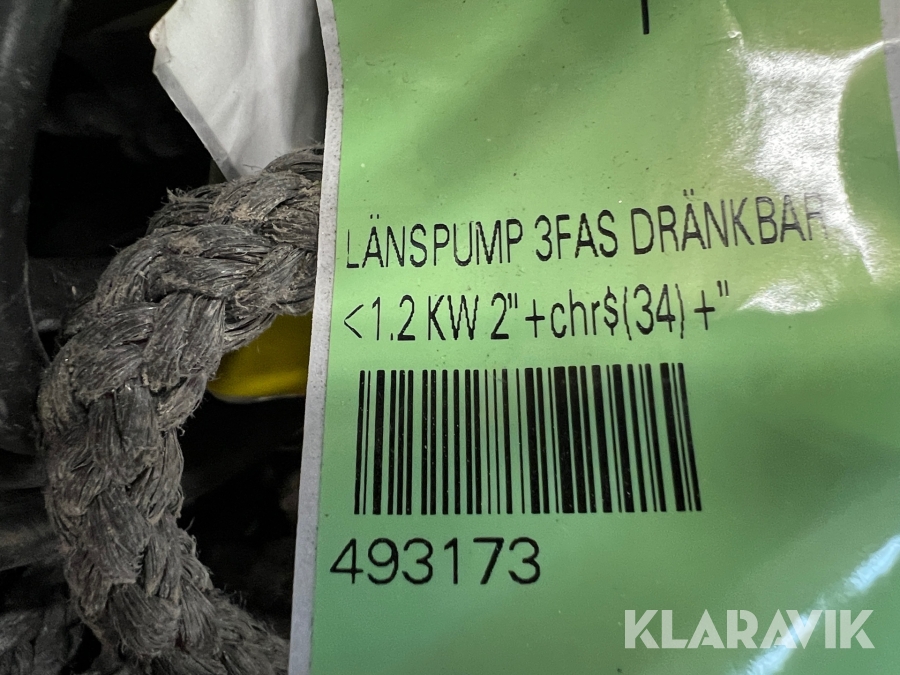 LÄNSPUMP 3FAS DRÄNKBAR
<1.2 KW 2"+chr$(34)+"
493173
KLARAVIK